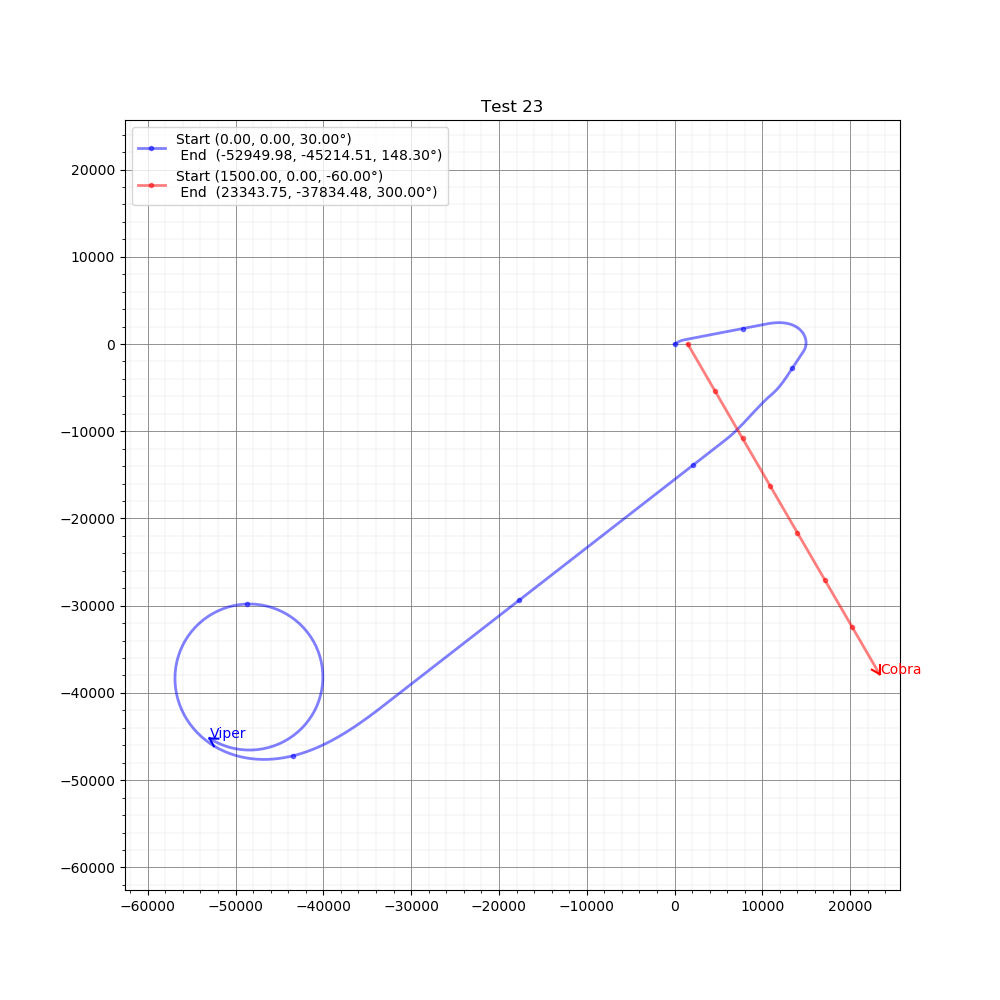 Test 23
Start (0.00, 0.00, 30.00°)
End (-52949.98, -45214.51, 148.30°)
Start (1500.00, 0.00, -60.00°)
End (23343.75, -37834.48, 300.00°)
20000
10000
0
−10000
−20000
−30000
−40000
−50000
−60000
Cobra
Viper
−60000 −50000 −40000 −30000 −20000 −10000 0 10000 20000